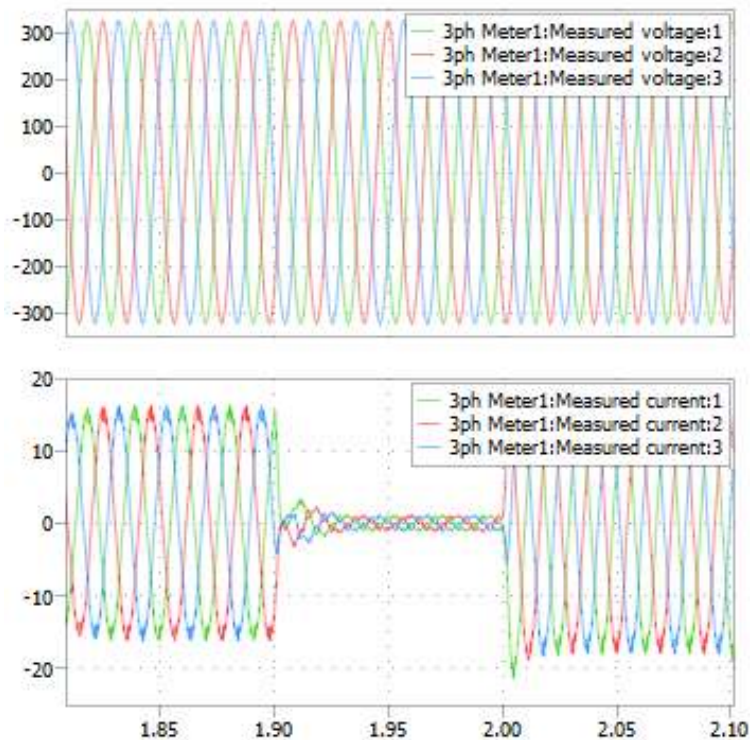 300
200
100
0
-100
-200
-300
3ph Meter1:Measured voltage:1
3ph Meter1:Measured voltage:2
3ph Meter1:Measured voltage:3
20
10
0
-10
-20
3ph Meter1:Measured current:1
3ph Meter1:Measured current:2
3ph Meter1:Measured current:3
1.85 1.90 1.95 2.00 2.05 2.10